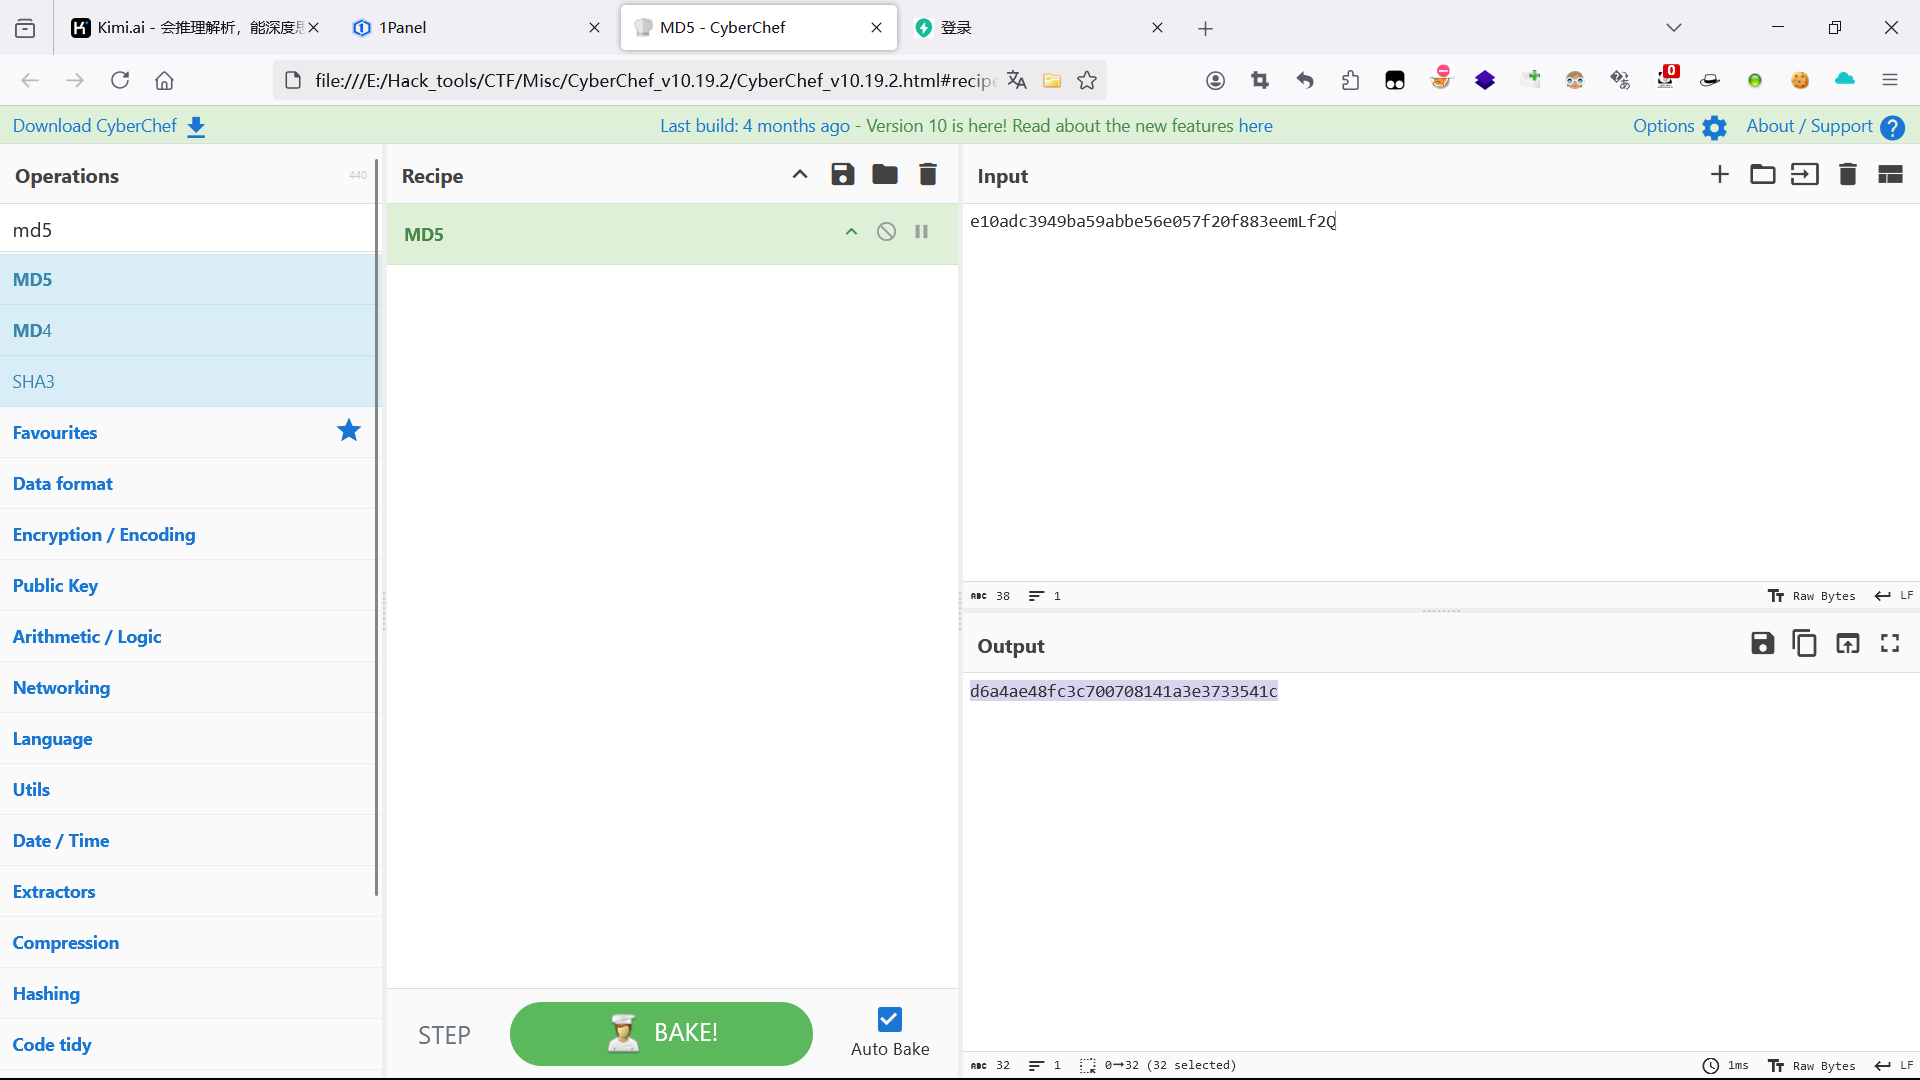 Kimi.ai - 会推理解析，能深度思
1Panel
MD5 - CyberChef
登录
file:///E:/Hack_tools/CTF/Misc/CyberChef_v10.19.2/CyberChef_v10.19.2.html#recipe
0
Download CyberChef
Last build: 4 months ago - Version 10 is here! Read about the new features here
Options
About / Support
Operations
440
md5
MD5
MD4
SHA3
Favourites
Data format
Encryption / Encoding
Public Key
Arithmetic / Logic
Networking
Language
Utils
Date / Time
Extractors
Compression
Hashing
Code tidy
Recipe
MD5
STEP
BAKE!
Auto Bake
Input
e10adc3949ba59abbe56e057f20f883eemLf2Q
ABC 38
1
Raw Bytes
LF
Output
d6a4ae48fc3c700708141a3e3733541c
ABC 32
1
0→32 (32 selected)
1ms
Raw Bytes
LF